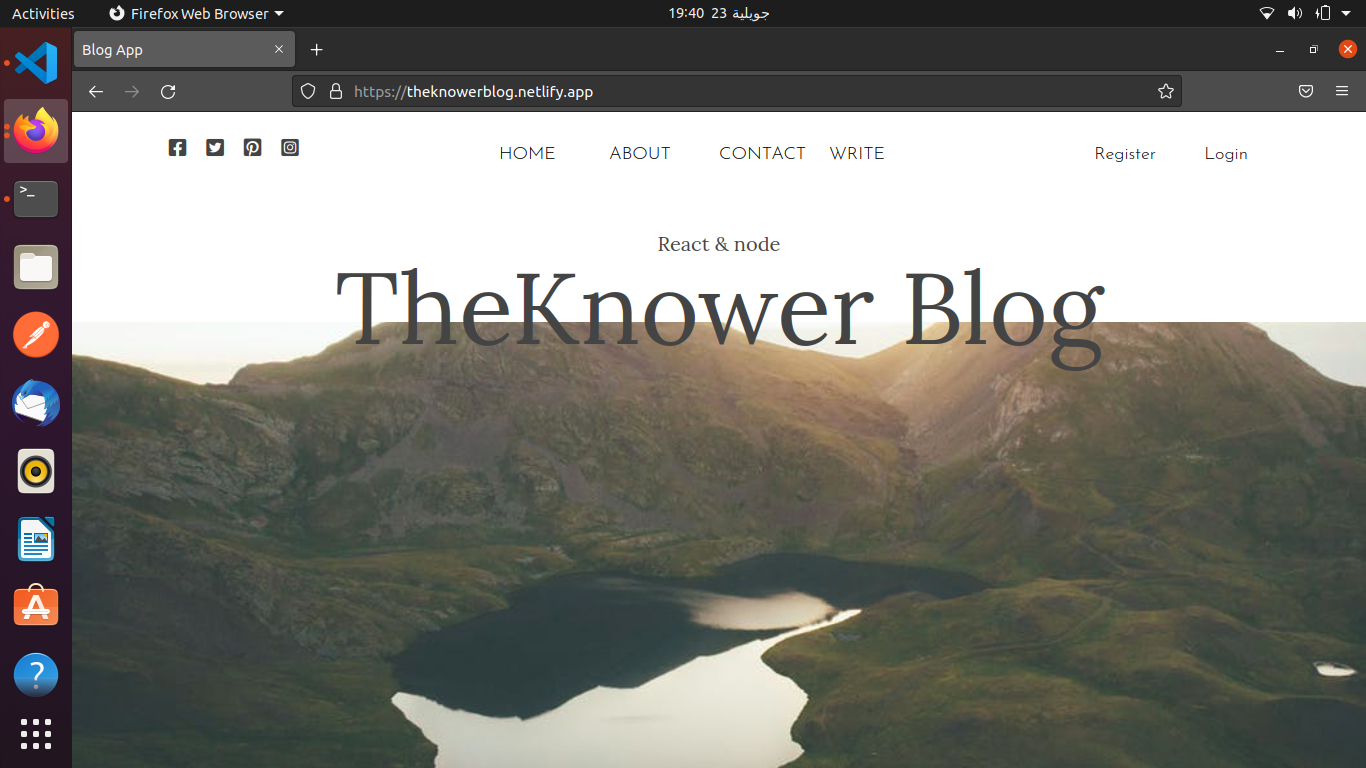 Activities Firefox Web Browser 19:40 23 جويلية
Blog App
https://theknowerblog.netlify.app
HOME ABOUT CONTACT WRITE Register Login
React & node
TheKnower Blog